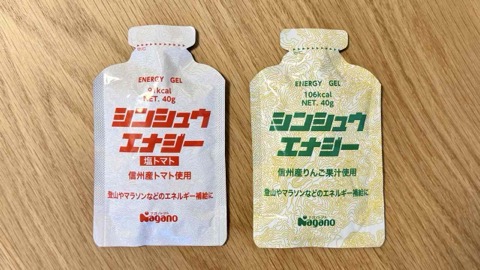 ENERGY GEL
91kcal
NET. 40g
シンシュウ
エナジー
塩トマト
信州産トマト使用
登山やマラソンなどのエネルギー補給に
Nagano
ENERGY GEL
106kcal
NET. 40g
シンシュウ
エナジー
信州産りんご果汁使用
登山やマラソンなどのエネルギー補給に
Nagano